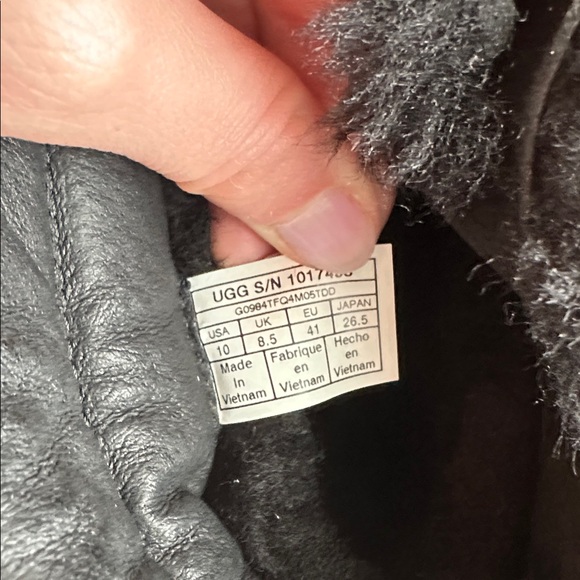 UGG S/N 1017
G0984TFQ4M05TDD
USA UK EU JAPAN
10 8.5 41 26.5
Made Fabrique Hecho
In en en
Vietnam Vietnam Vietnam